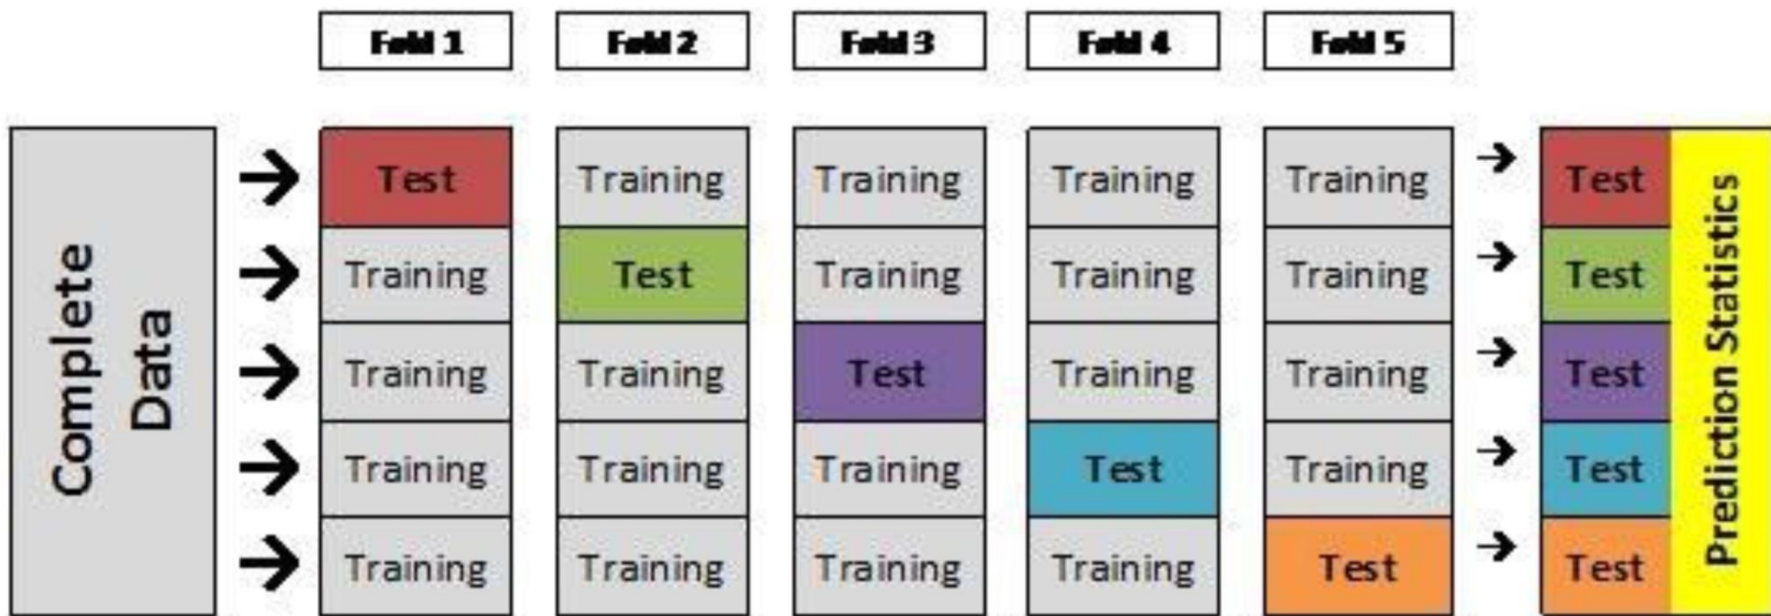 Fold 1 Fold 2 Fold 3 Fold 4 Fold 5
Complete
Data
Test Training Training Training Training Test
Training Test Training Training Training Test
Training Training Test Training Training Test
Training Training Training Test Training Test
Training Training Training Training Test Test
Prediction Statistics